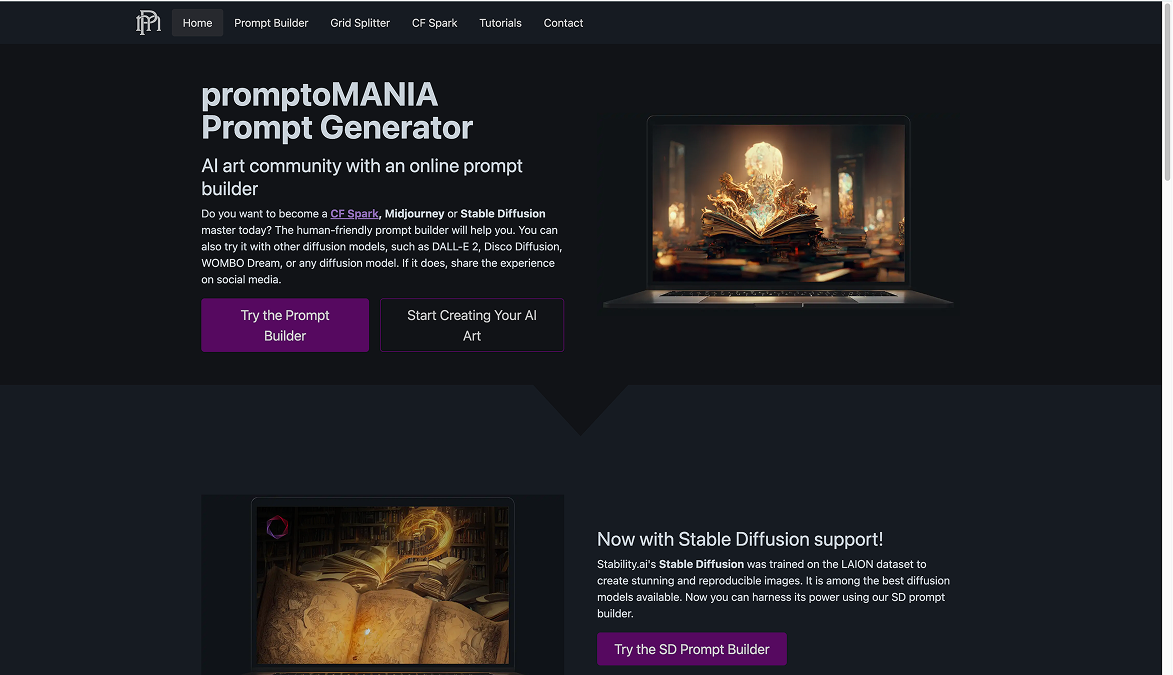 Home Prompt Builder Grid Splitter CF Spark Tutorials Contact
promptoMANIA
Prompt Generator
AI art community with an online prompt
builder
Do you want to become a CF Spark, Midjourney or Stable Diffusion
master today? The human-friendly prompt builder will help you. You can
also try it with other diffusion models, such as DALL-E 2, Disco Diffusion,
WOMBO Dream, or any diffusion model. If it does, share the experience
on social media.
Try the Prompt
Builder
Start Creating Your AI
Art
Now with Stable Diffusion support!
Stability.ai's Stable Diffusion was trained on the LAION dataset to
create stunning and reproducible images. It is among the best diffusion
models available. Now you can harness its power using our SD prompt
builder.
Try the SD Prompt Builder